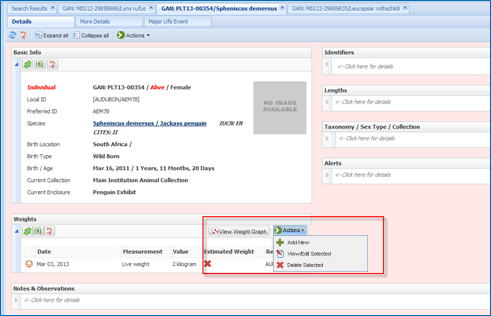 Search Results
GAN: MIG12-29858686/Lynx rufus
GAN: PLT13-00354/Spheniscus demersus
GAN: MIG12-29689635/Leucopsar rothschildi
Details
More Details
Major Life Event
Expand all
Collapse all
Actions
Basic Info
Individual
GAN: PLT13-00354 / Alive / Female
Local ID
[AUDBON/AEM78]
Preferred ID
AEM78
Species
Spheniscus demersus / Jackass penguin
IUCN: EN
CITES: II
Birth Location
South Africa /
Birth Type
Wild Born
Birth / Age
Mar 16, 2011 / 1 Years, 11 Months, 20 Days
Current Collection
Main Institution Animal Collection
Current Enclosure
Penguin Exhibit
NO IMAGE
AVAILABLE
Identifiers
<- Click here for details
Lengths
<- Click here for details
Taxonomy / Sex Type / Collection
<- Click here for details
Alerts
<- Click here for details
Weights
View Weight Graph
Actions
Add New
View/Edit Selected
Delete Selected
Date
Measurement
Value
Estimated Weight
Re
Mar 03, 2013
Live weight
2 kilogram
Notes & Observations
<- Click here for details